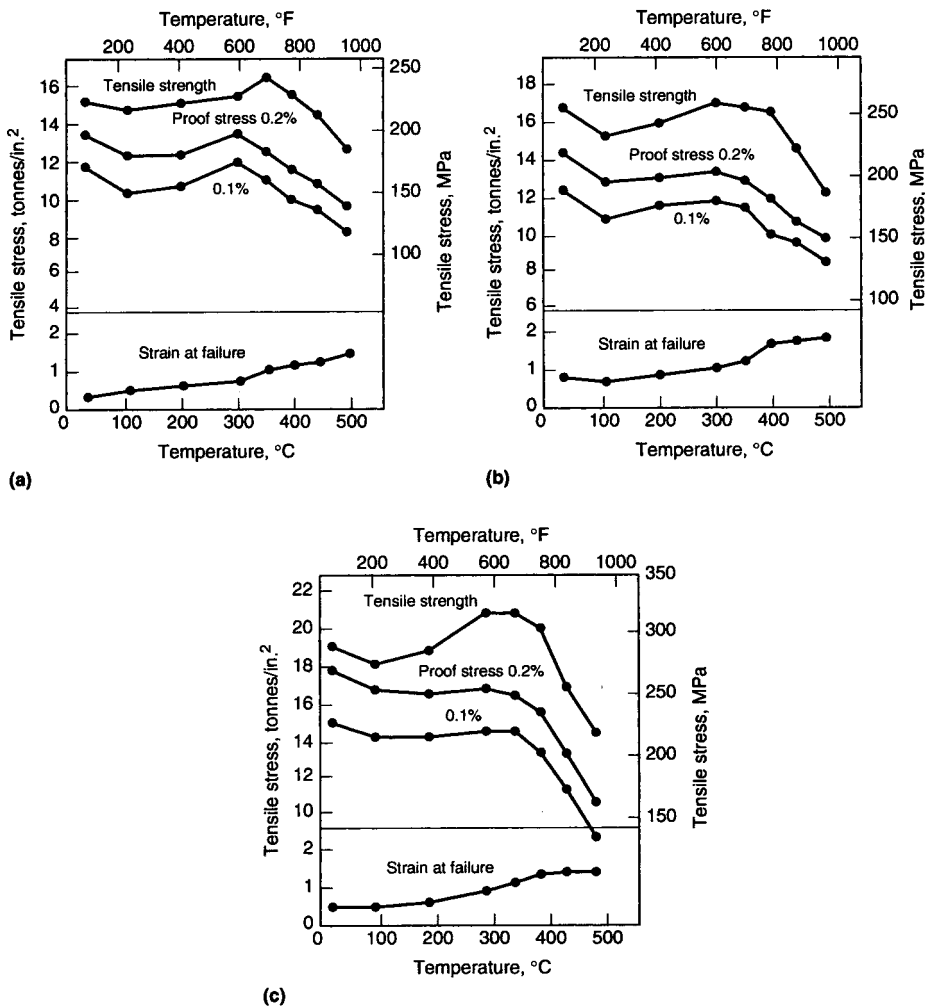 Temperature, °F
200 400 600 800 1000
Tensile stress, tonnes/in.²
16
14
12
10
8
6
4
2
1
0
Tensile strength
Proof stress 0.2%
0.1%
Strain at failure
250
200
150
100
Tensile stress, MPa
0 100 200 300 400 500
Temperature, °C
(a)
Temperature, °F
200 400 600 800 1000
Tensile stress, tonnes/in.²
18
16
14
12
10
8
6
2
1
0
Tensile strength
Proof stress 0.2%
0.1%
Strain at failure
250
200
150
100
Tensile stress, MPa
0 100 200 300 400 500
Temperature, °C
(b)
Temperature, °F
0 200 400 600 800 1000
Tensile stress, tonnes/in.²
22
20
18
16
14
12
10
2
1
0
Tensile strength
Proof stress 0.2%
0.1%
Strain at failure
350
300
250
200
150
Tensile stress, MPa
0 100 200 300 400 500
Temperature, °C
(c)